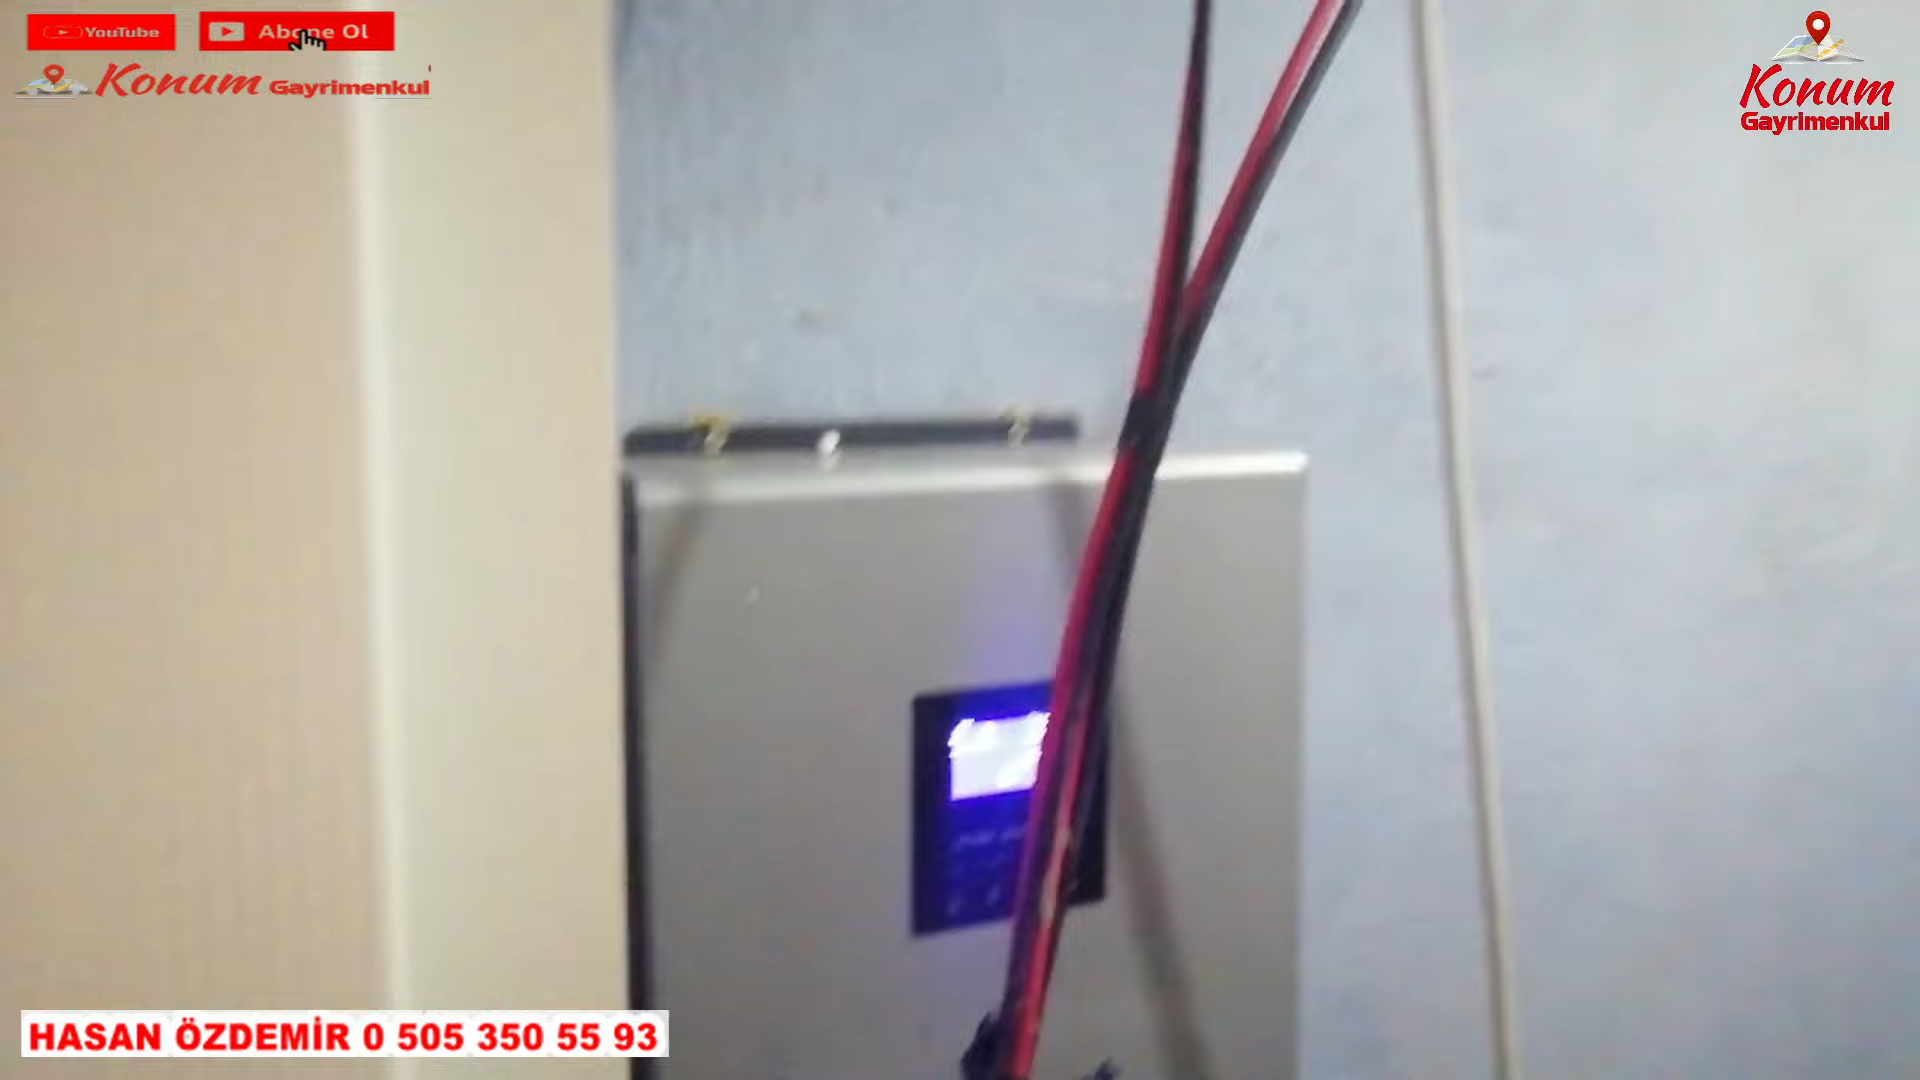 YouTube
Abone Ol
Konum Gayrimenkul
Konum
Gayrimenkul
HASAN ÖZDEMİR 0 505 350 55 93